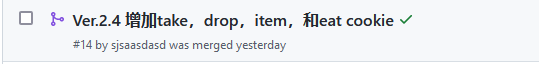 Ver.2.4 增加take，drop，item，和eat cookie
#14 by sjsaasdasd was merged yesterday